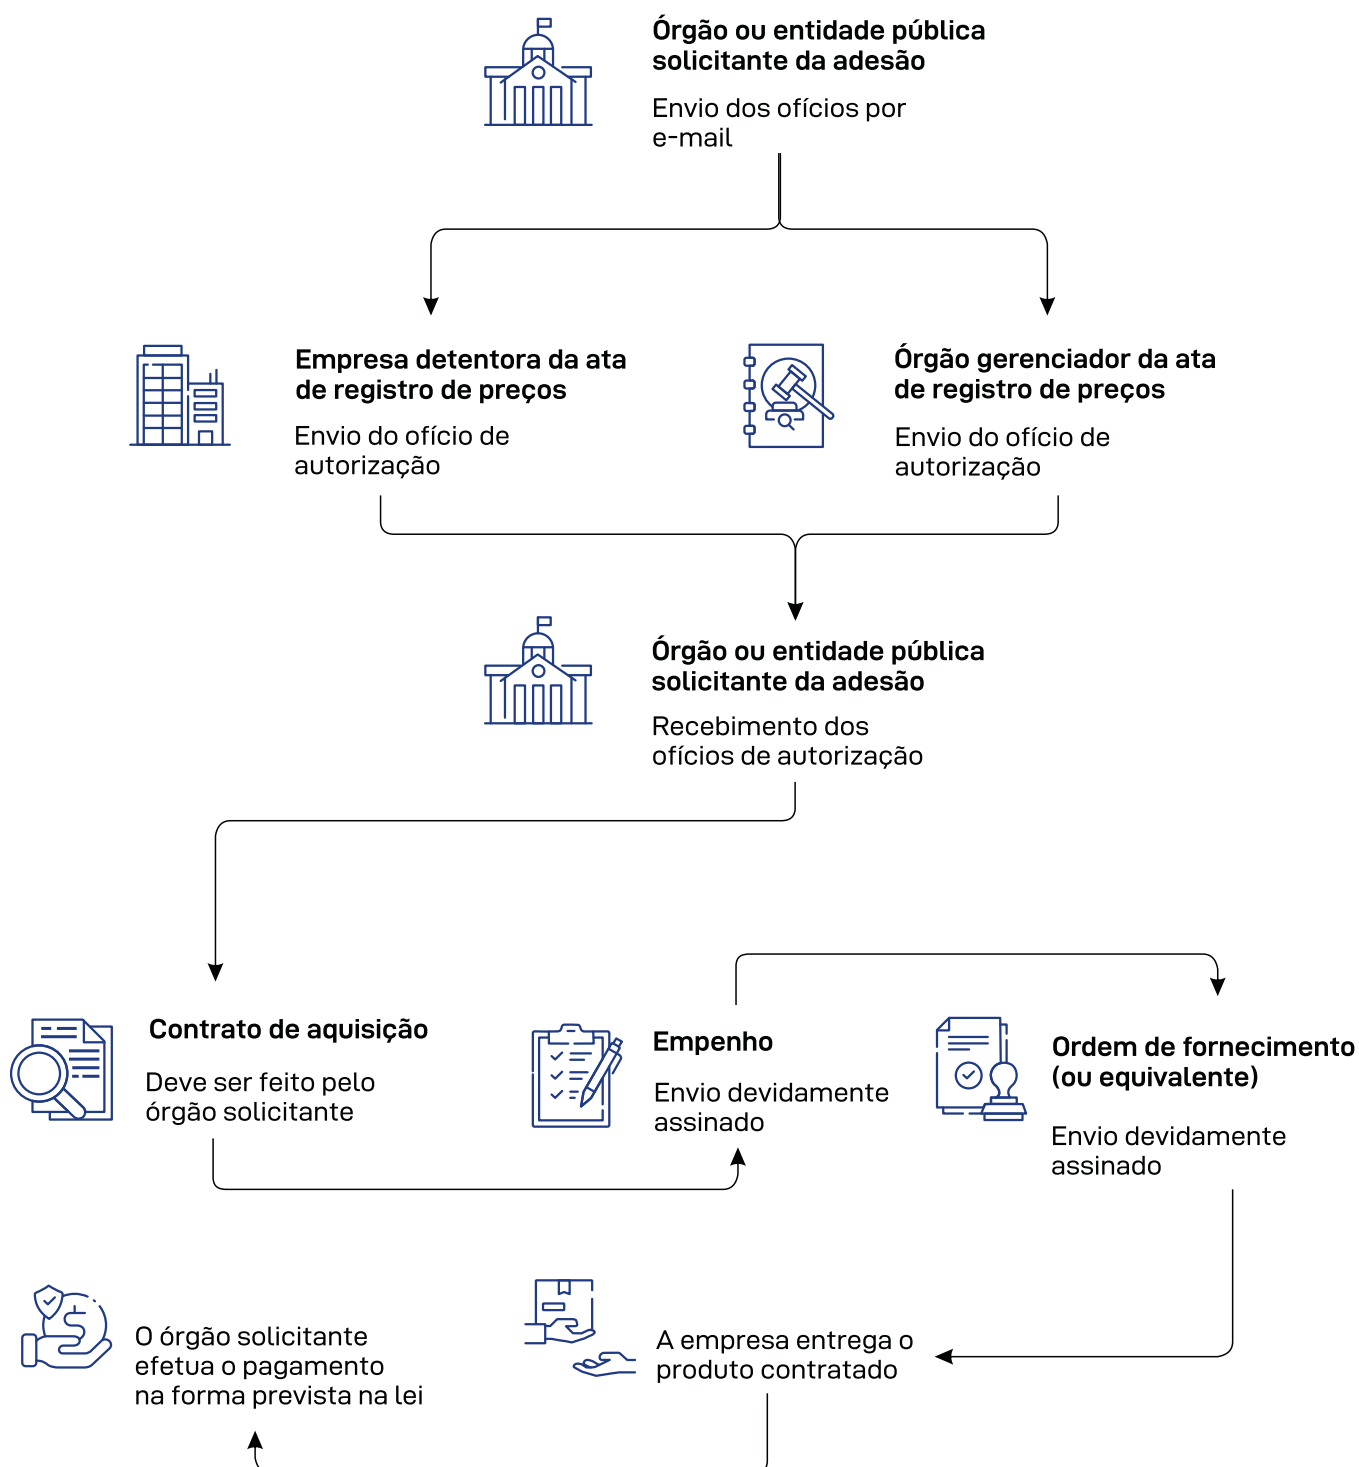 Órgão ou entidade pública
solicitante da adesão
Envio dos ofícios por
e-mail
Empresa detentora da ata
de registro de preços
Envio do ofício de
autorização
Órgão gerenciador da ata
de registro de preços
Envio do ofício de
autorização
Órgão ou entidade pública
solicitante da adesão
Recebimento dos
ofícios de autorização
Contrato de aquisição
Deve ser feito pelo
órgão solicitante
Empenho
Envio devidamente
assinado
Ordem de fornecimento
(ou equivalente)
Envio devidamente
assinado
O órgão solicitante
efetua o pagamento
na forma prevista na lei
A empresa entrega o
produto contratado